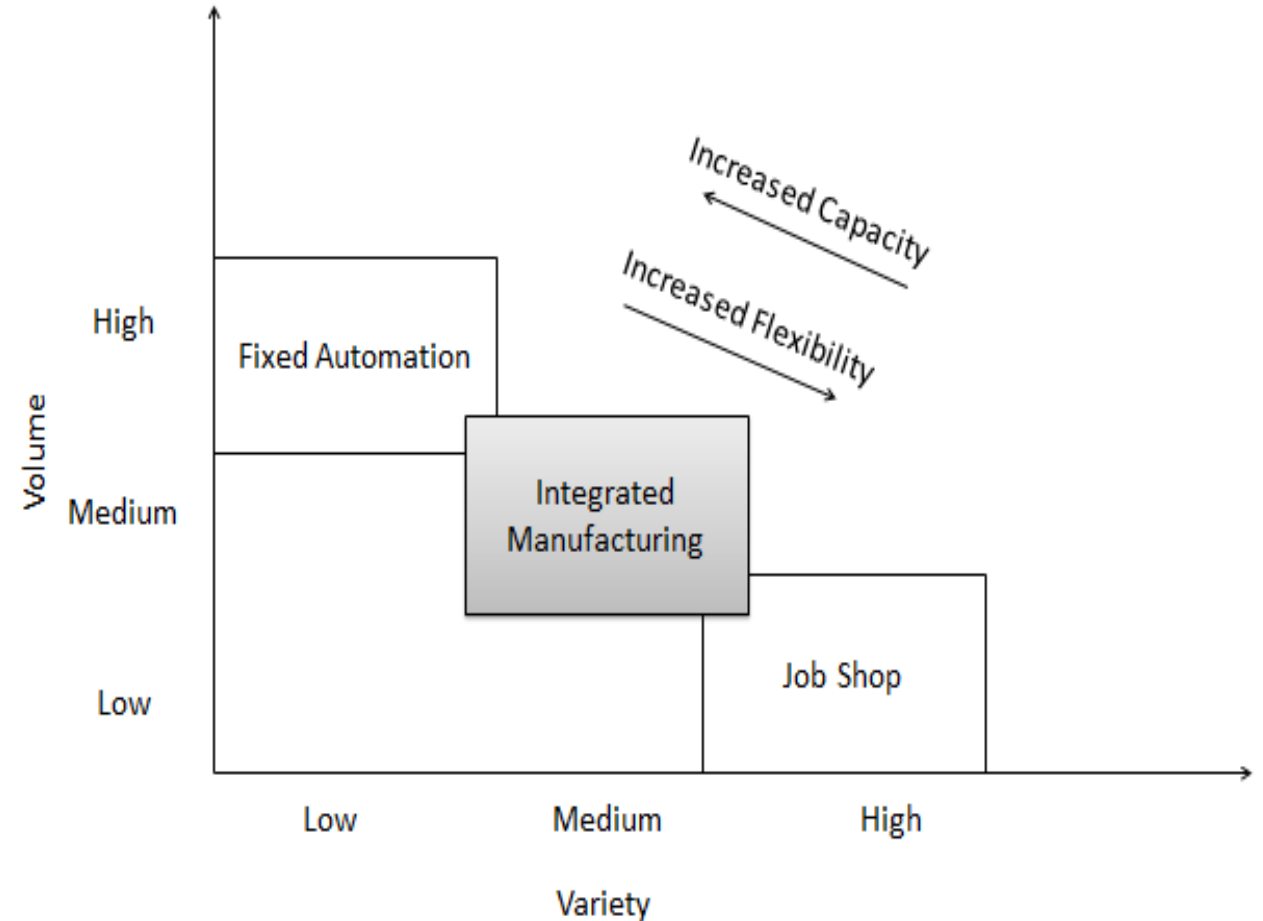 Increased Capacity
Increased Flexibility
High
Fixed Automation
Volume
Medium
Integrated
Manufacturing
Low
Job Shop
Low
Medium
High
Variety